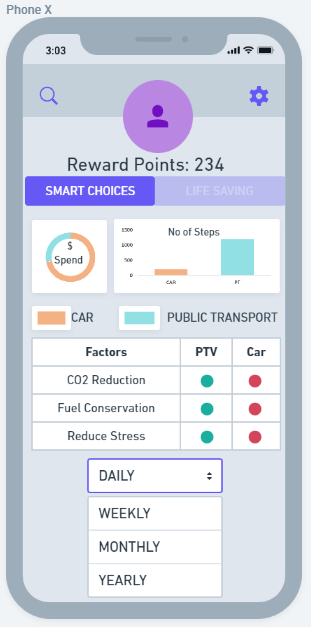 Phone X
3:03
Reward Points: 234
SMART CHOICES LIFE SAVING
$
Spend
No of Steps
1500
1000
500
0
CAR PT
CAR PUBLIC TRANSPORT
Factors PTV Car
CO2 Reduction
Fuel Conservation
Reduce Stress
DAILY
WEEKLY
MONTHLY
YEARLY